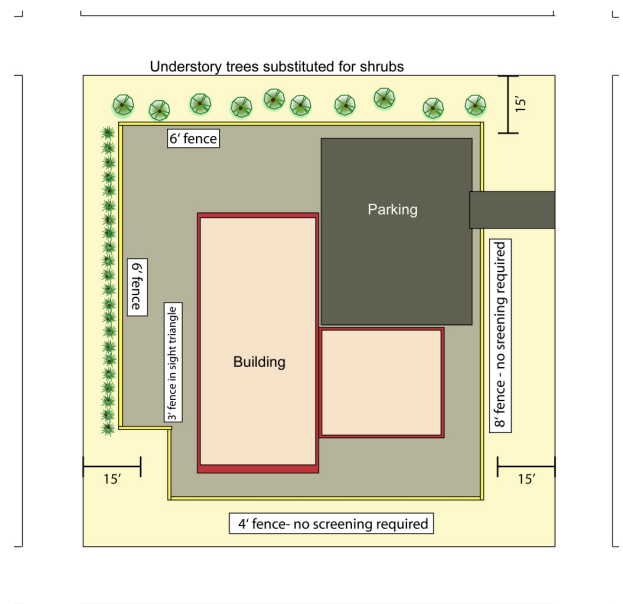 Understory trees substituted for shrubs
15'
6' fence
Parking
6' fence
3' fence in sight triangle
Building
8' fence - no sreening required
15'
15'
4' fence- no screening required